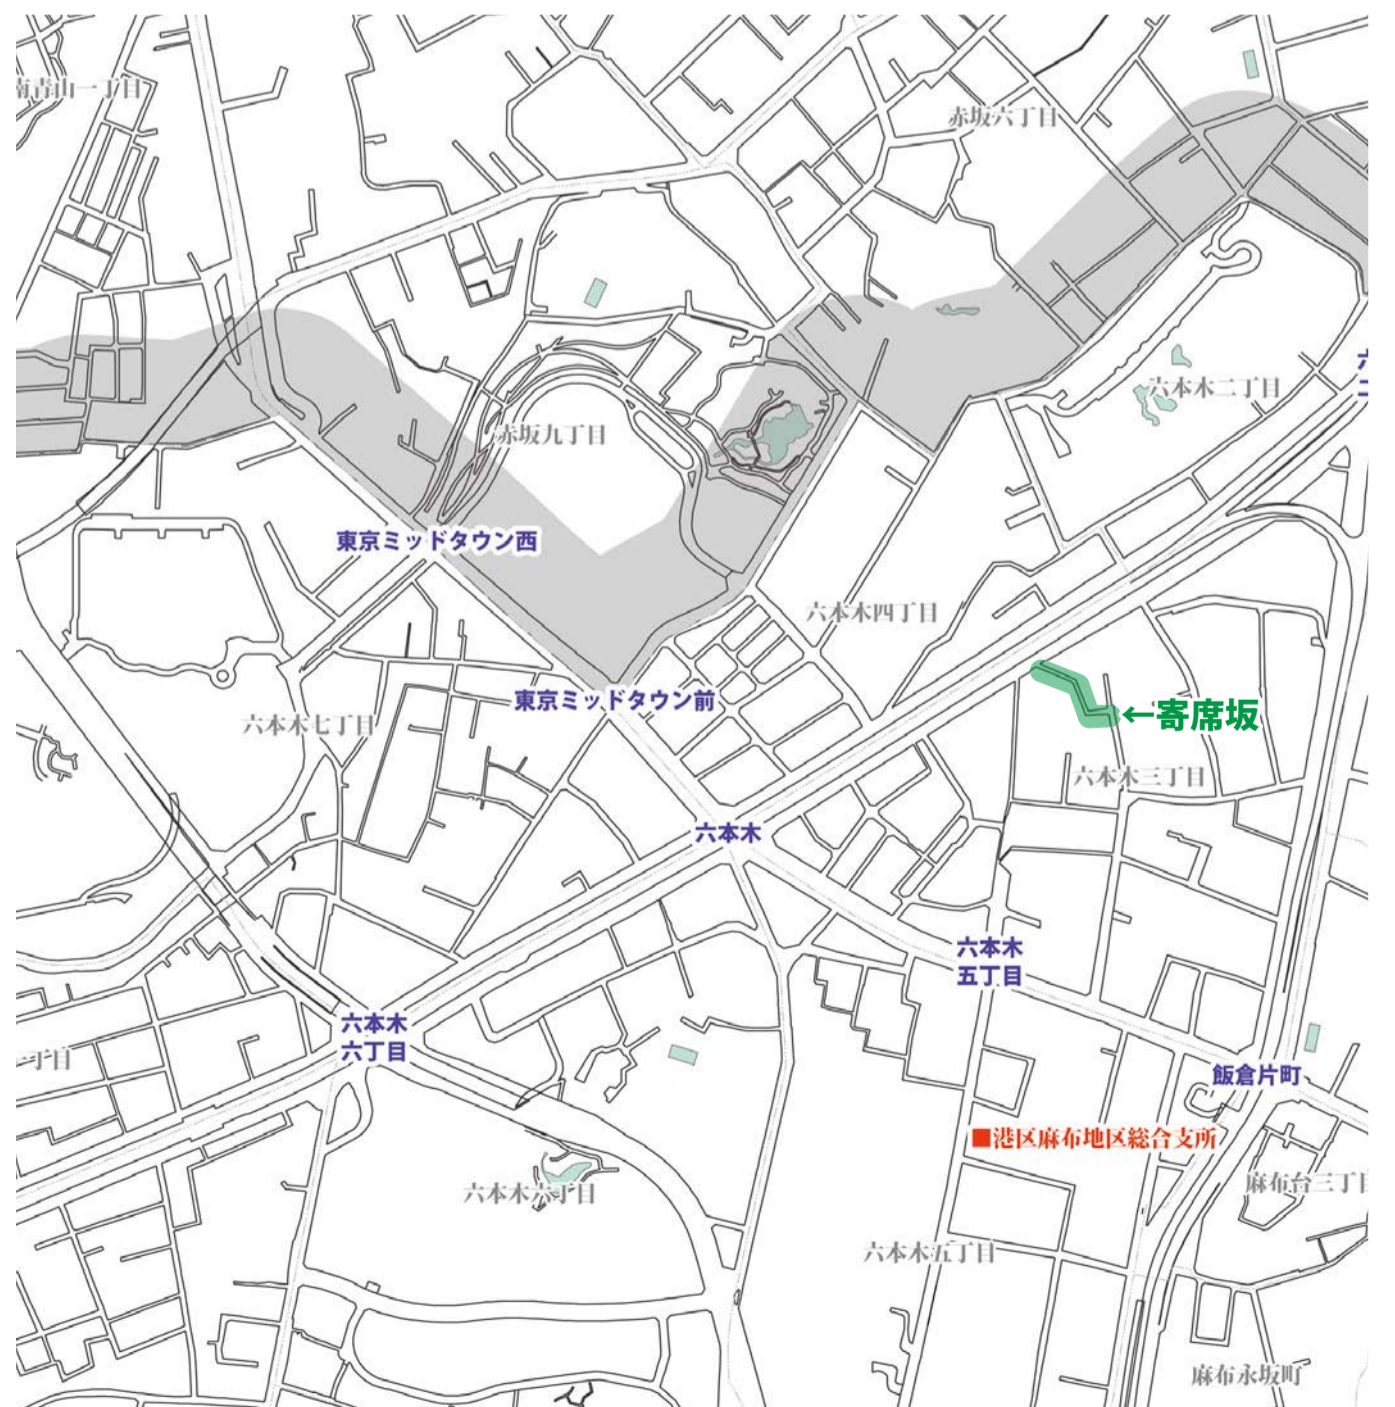 南青山一丁目
赤坂六丁目
六本木二丁目
赤坂九丁目
東京ミッドタウン西
六本木四丁目
東京ミッドタウン前
←寄席坂
六本木七丁目
六本木三丁目
六本木
六本木
五丁目
六本木
六丁目
丁目
飯倉片町
■港区麻布地区総合支所
麻布台三丁目
六本木六丁目
六本木五丁目
麻布永坂町